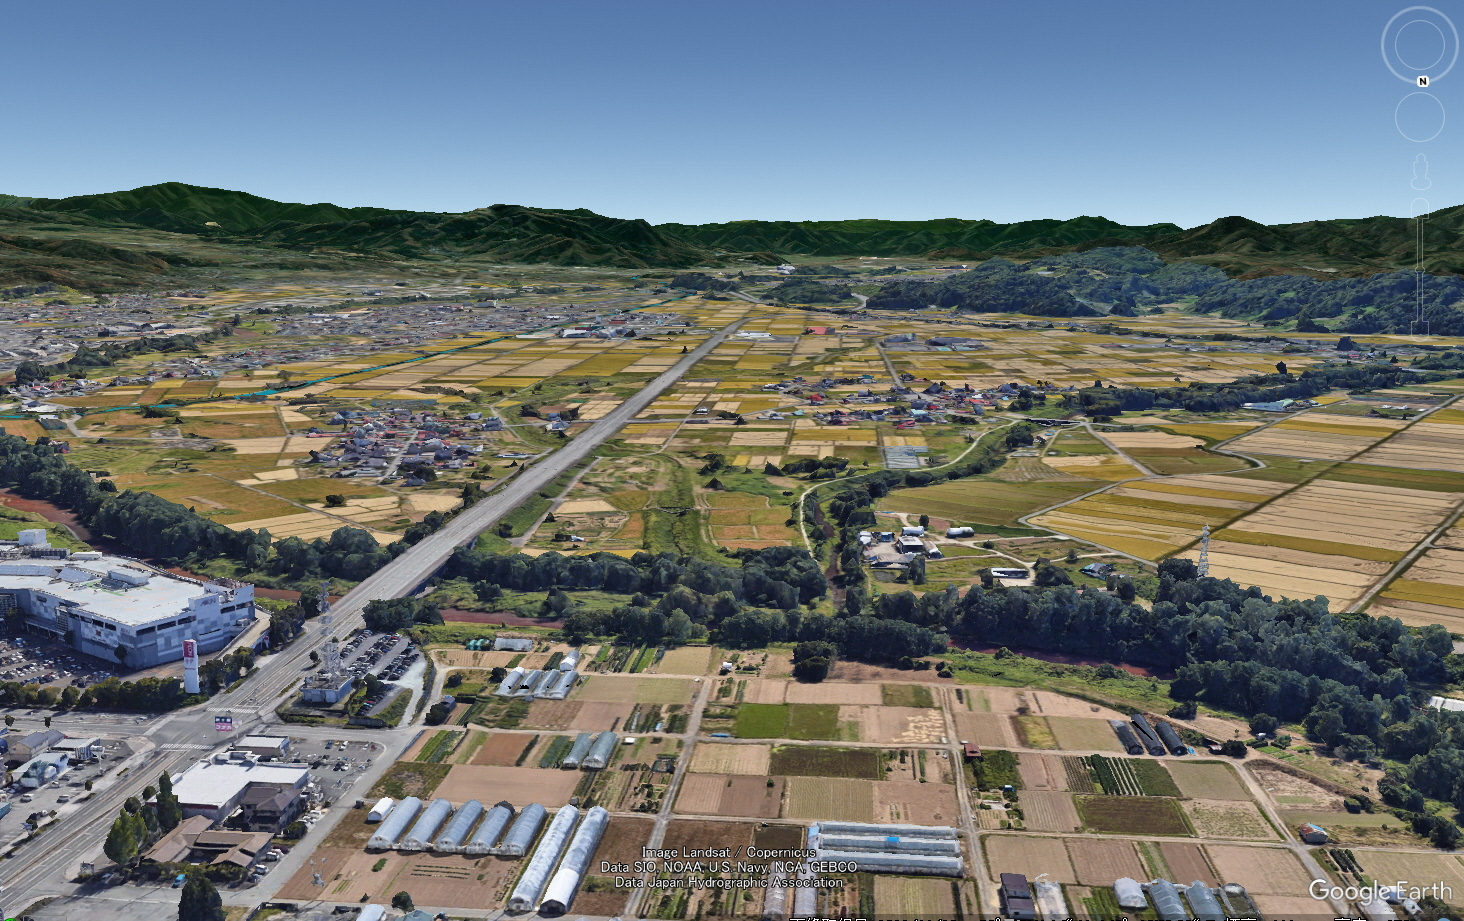 N
Image Landsat / Copernicus
Data SIO, NOAA, U.S. Navy, NGA, GEBCO
Data Japan Hydrographic Association
Google Earth